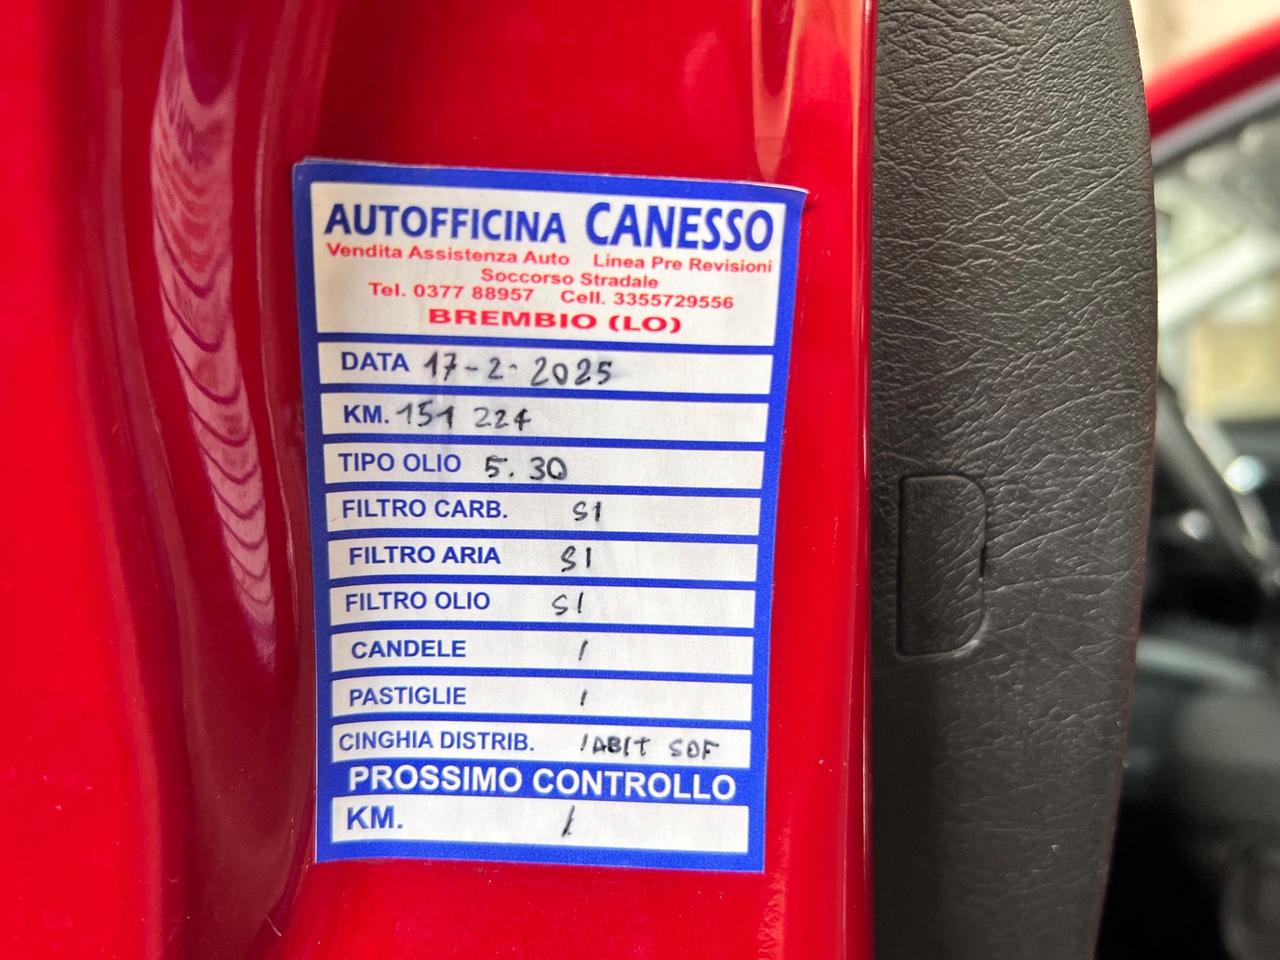 AUTOFFICINA CANESSO
Vendita Assistenza Auto Linea Pre Revisioni
Soccorso Stradale
Tel. 0377 88957 Cell. 3355729556
BREMBIO (LO)
DATA 17-2-2025
KM. 151 224
TIPO OLIO 5.30
FILTRO CARB. SI
FILTRO ARIA SI
FILTRO OLIO SI
CANDELE /
PASTIGLIE /
CINGHIA DISTRIB. /
PROSSIMO CONTROLLO
KM. /